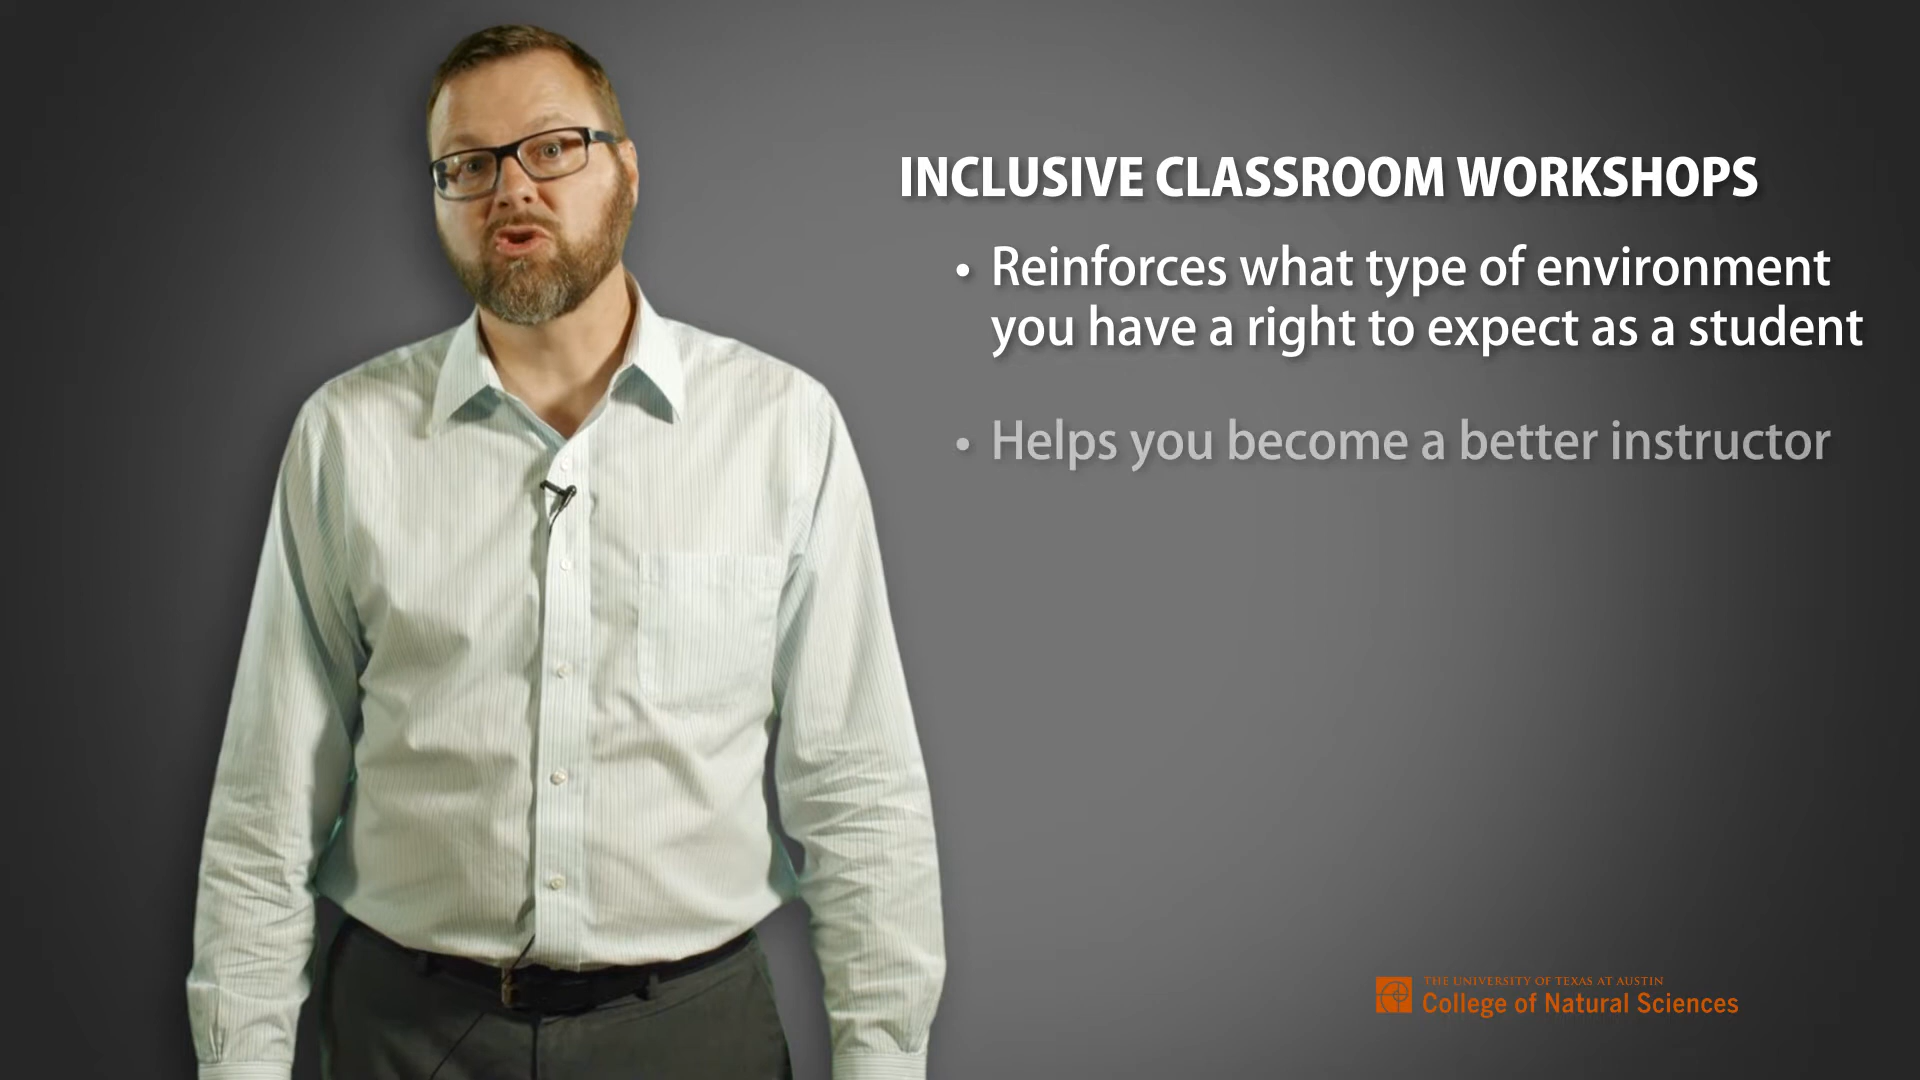 INCLUSIVE CLASSROOM WORKSHOPS
• Reinforces what type of environment
you have a right to expect as a student
• Helps you become a better instructor
THE UNIVERSITY OF TEXAS AT AUSTIN
College of Natural Sciences